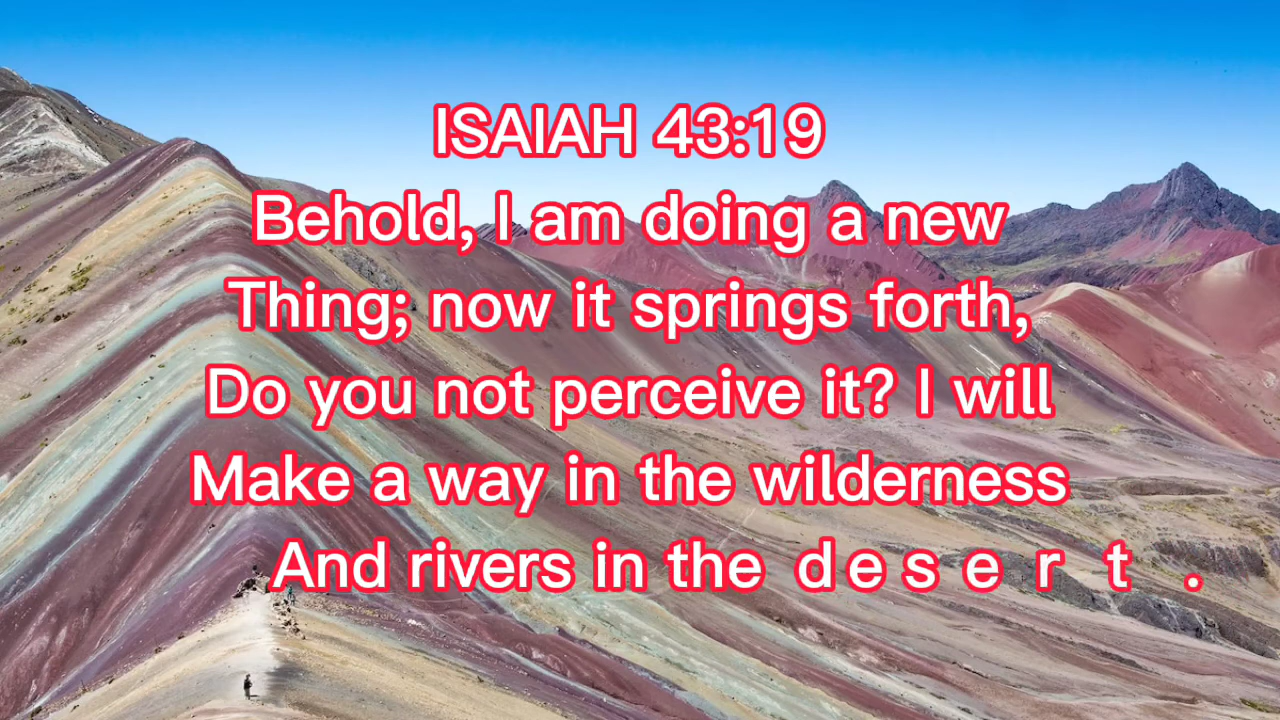 ISAIAH 43:19
Behold, I am doing a new
Thing; now it springs forth,
Do you not perceive it? I will
Make a way in the wilderness
And rivers in the desert.